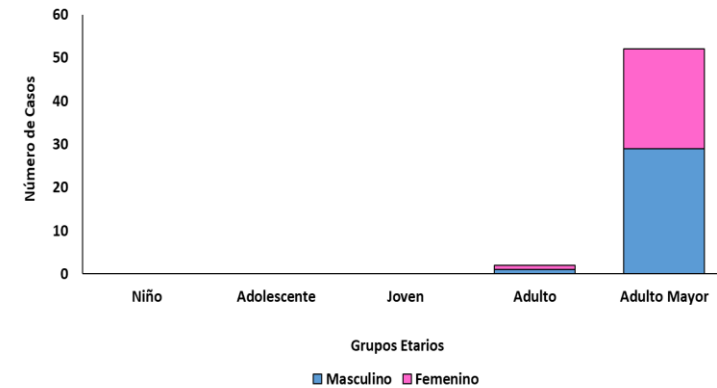 Número de Casos
60
50
40
30
20
10
0
Niño Adolescente Joven Adulto Adulto Mayor
Grupos Etarios
Masculino Femenino